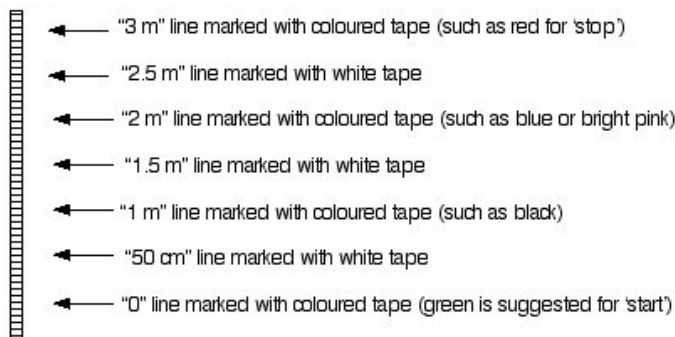 “3 m” line marked with coloured tape (such as red for ‘stop’)
“2.5 m” line marked with white tape
“2 m” line marked with coloured tape (such as blue or bright pink)
“1.5 m” line marked with white tape
“1 m” line marked with coloured tape (such as black)
“50 cm” line marked with white tape
“0” line marked with coloured tape (green is suggested for ‘start’)